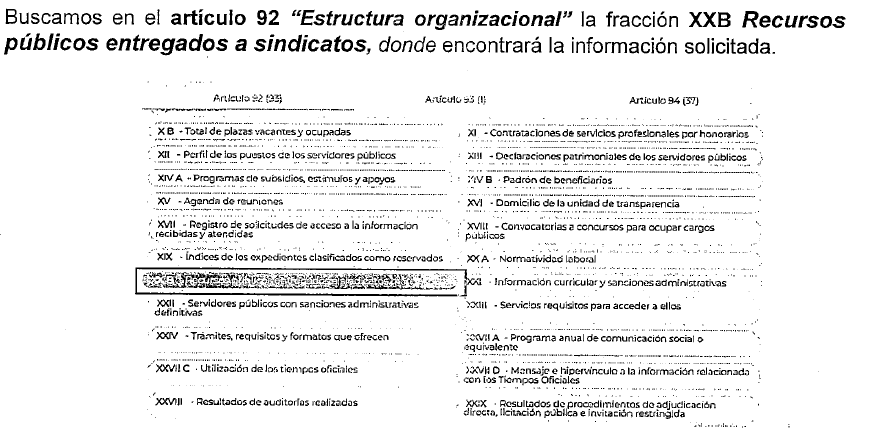 Buscamos en el artículo 92 "Estructura organizacional" la fracción XXB Recursos
públicos entregados a sindicatos, donde encontrará la información solicitada.
Artículo 92 (93) Artículo 93 (1) Artículo 94 (37)
X B - Total de plazas vacantes y ocupadas
XI - Contrataciones de servicios profesionales por honorarios
XII - Perfil de los puestos de los servidores públicos
XIII - Declaraciones patrimoniales de los servidores públicos
XIV A - Programas de subsidios, estímulos y apoyos
XIV B - Padrón de beneficiarios
XV - Agenda de reuniones
XVI - Domicilio de la unidad de transparencia
XVII - Registro de solicitudes de acceso a la informacion
recibidas y atendidas
XVIII - Convocatorias a concursos para ocupar cargos
públicos
XIX - Índices de los expedientes clasificados como reservados
XX A - Normatividad laboral
XXI - Información curricular y sanciones administrativas
XXII - Servidores públicos con sanciones administrativas
definitivas
XXIII - Servicios requisitos para acceder a ellos
XXIV - Trámites, requisitos y formatos que ofrecen
XXVII A - Programa anual de comunicación social o
equivalente
XXVII C - Utilización de los tiempos oficiales
XXVII D - Mensaje e hipervínculo a la información relacionada
con los Tiempos Oficiales
XXVIII - Resultados de auditorías realizadas
XXIX - Resultados de procedimientos de adjudicación
directa, licitación pública e invitación restringida